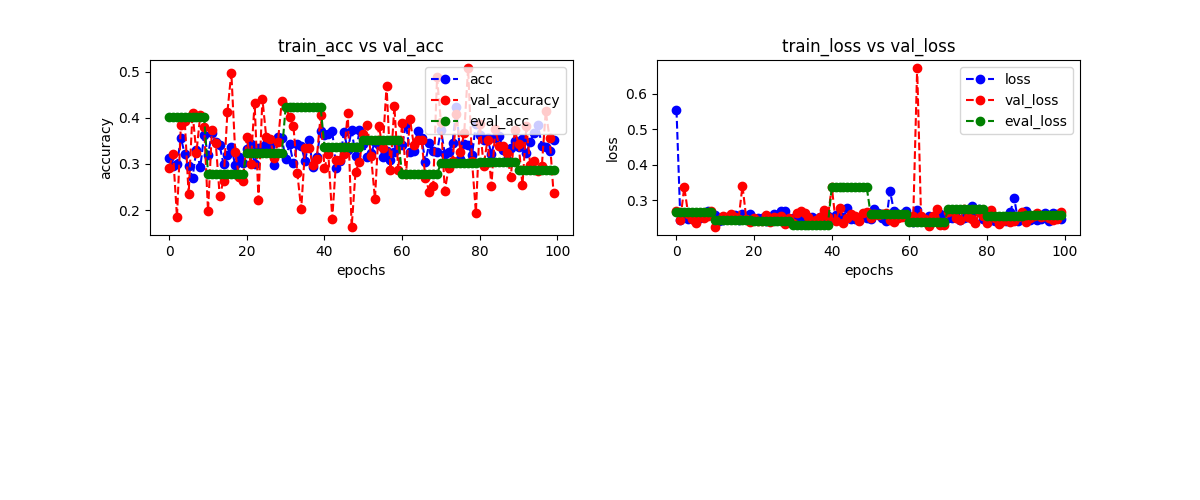 train_acc vs val_acc
accuracy
0.5
0.4
0.3
0.2
0 20 40 60 80 100
epochs
acc
val_accuracy
eval_acc
train_loss vs val_loss
loss
0.6
0.5
0.4
0.3
0 20 40 60 80 100
epochs
loss
val_loss
eval_loss